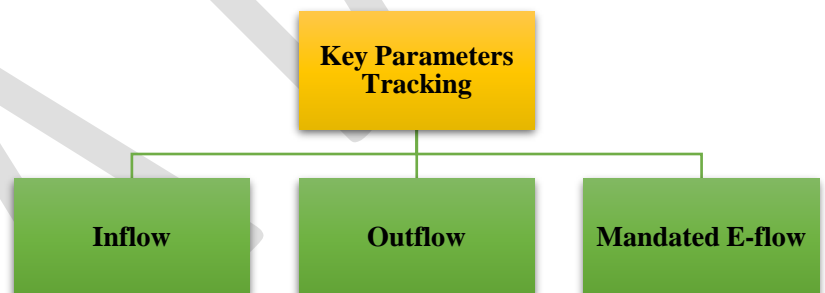 Key Parameters
Tracking
Inflow
Outflow
Mandated E-flow